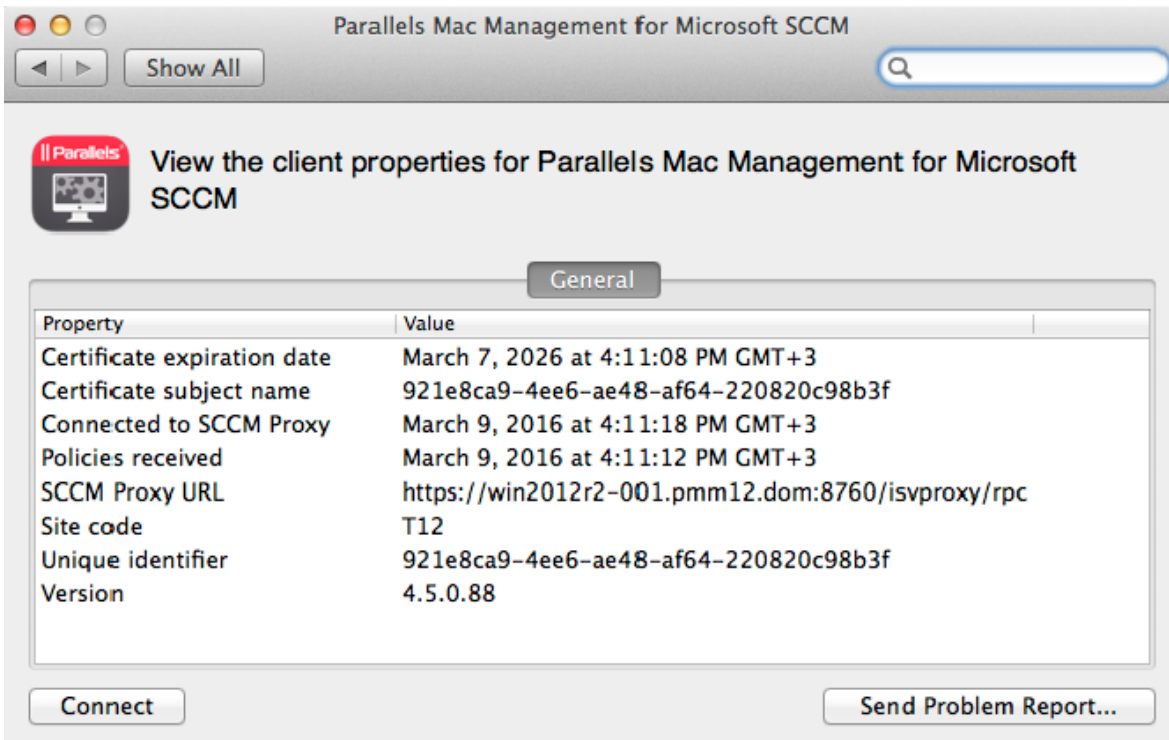 Parallels Mac Management for Microsoft SCCM
Show All
|| Parallels®
View the client properties for Parallels Mac Management for Microsoft
SCCM
General
Property Value
Certificate expiration date March 7, 2026 at 4:11:08 PM GMT+3
Certificate subject name 921e8ca9-4ee6-ae48-af64-220820c98b3f
Connected to SCCM Proxy March 9, 2016 at 4:11:18 PM GMT+3
Policies received March 9, 2016 at 4:11:12 PM GMT+3
SCCM Proxy URL https://win2012r2-001.pmm12.dom:8760/isvproxy/rpc
Site code T12
Unique identifier 921e8ca9-4ee6-ae48-af64-220820c98b3f
Version 4.5.0.88
Connect Send Problem Report...